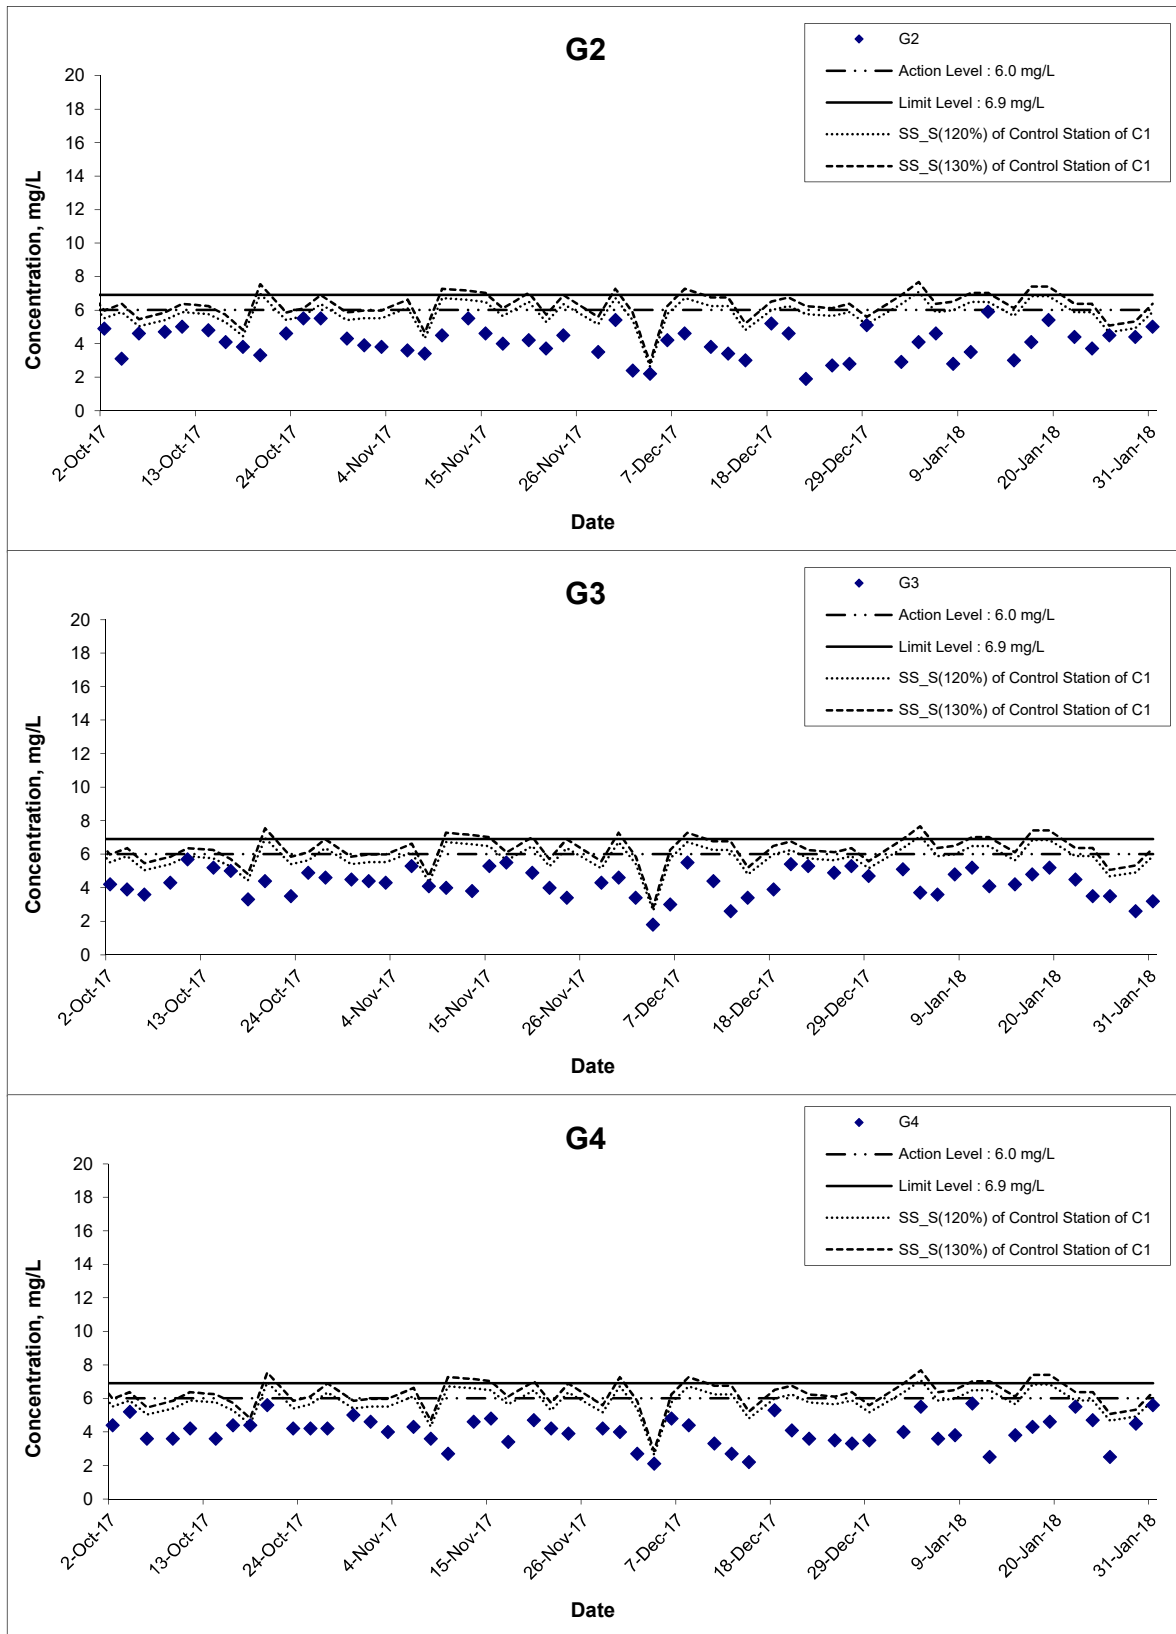 G2
G2
Action Level : 6.0 mg/L
Limit Level : 6.9 mg/L
SS_S(120%) of Control Station of C1
SS_S(130%) of Control Station of C1
Concentration, mg/L
20
18
16
14
12
10
8
6
4
2
0
2-Oct-17
13-Oct-17
24-Oct-17
4-Nov-17
15-Nov-17
26-Nov-17
7-Dec-17
18-Dec-17
29-Dec-17
9-Jan-18
20-Jan-18
31-Jan-18
Date
G3
G3
Action Level : 6.0 mg/L
Limit Level : 6.9 mg/L
SS_S(120%) of Control Station of C1
SS_S(130%) of Control Station of C1
Concentration, mg/L
20
18
16
14
12
10
8
6
4
2
0
2-Oct-17
13-Oct-17
24-Oct-17
4-Nov-17
15-Nov-17
26-Nov-17
7-Dec-17
18-Dec-17
29-Dec-17
9-Jan-18
20-Jan-18
31-Jan-18
Date
G4
G4
Action Level : 6.0 mg/L
Limit Level : 6.9 mg/L
SS_S(120%) of Control Station of C1
SS_S(130%) of Control Station of C1
Concentration, mg/L
20
18
16
14
12
10
8
6
4
2
0
2-Oct-17
13-Oct-17
24-Oct-17
4-Nov-17
15-Nov-17
26-Nov-17
7-Dec-17
18-Dec-17
29-Dec-17
9-Jan-18
20-Jan-18
31-Jan-18
Date